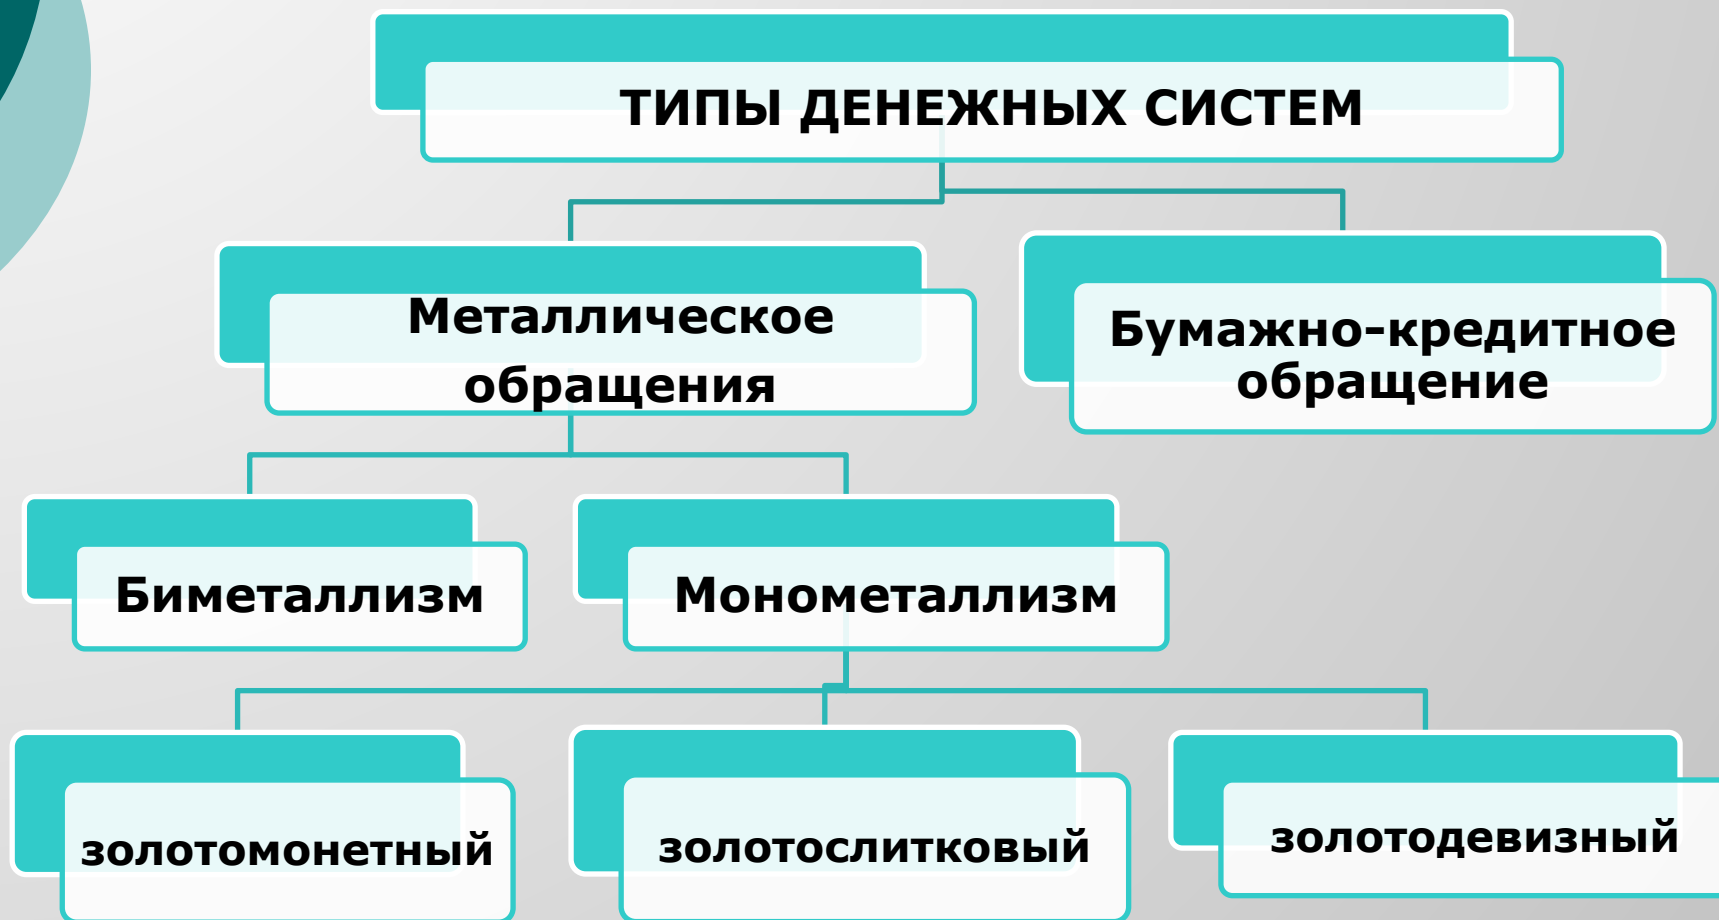 ТИПЫ ДЕНЕЖНЫХ СИСТЕМ
Металлическое
обращения
Бумажно-кредитное
обращение
Биметаллизм
Монометаллизм
золотомонетный
золотослитковый
золотодевизный